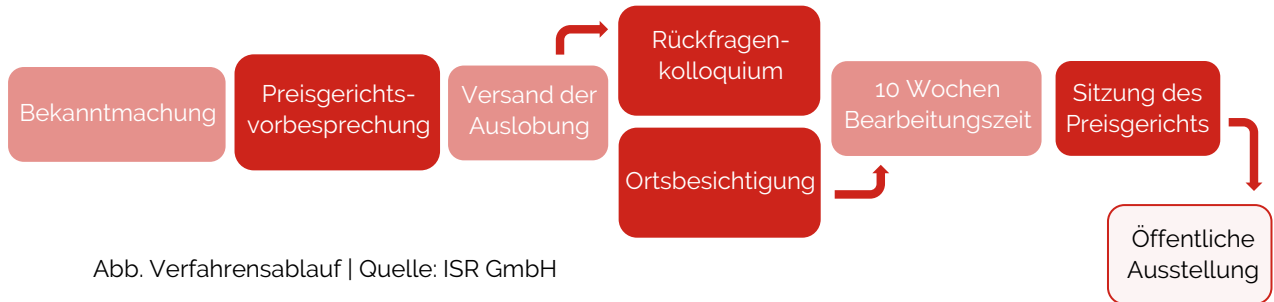 Bekanntmachung
Preisgerichts-
vorbesprechung
Versand der
Auslobung
Rückfragen-
kolloquium
Ortsbesichtigung
10 Wochen
Bearbeitungszeit
Sitzung des
Preisgerichts
Öffentliche
Ausstellung
Abb. Verfahrensablauf | Quelle: ISR GmbH